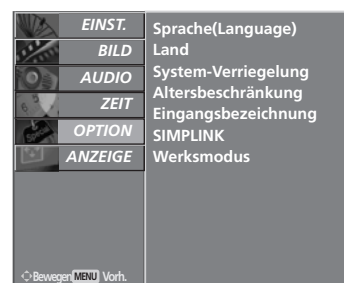 EINST.
BILD
AUDIO
ZEIT
OPTION
ANZEIGE
Sprache(Language)
Land
System-Verriegelung
Altersbeschränkung
Eingangsbezeichnung
SIMPLINK
Werksmodus
Bewegen MENU Vorh.